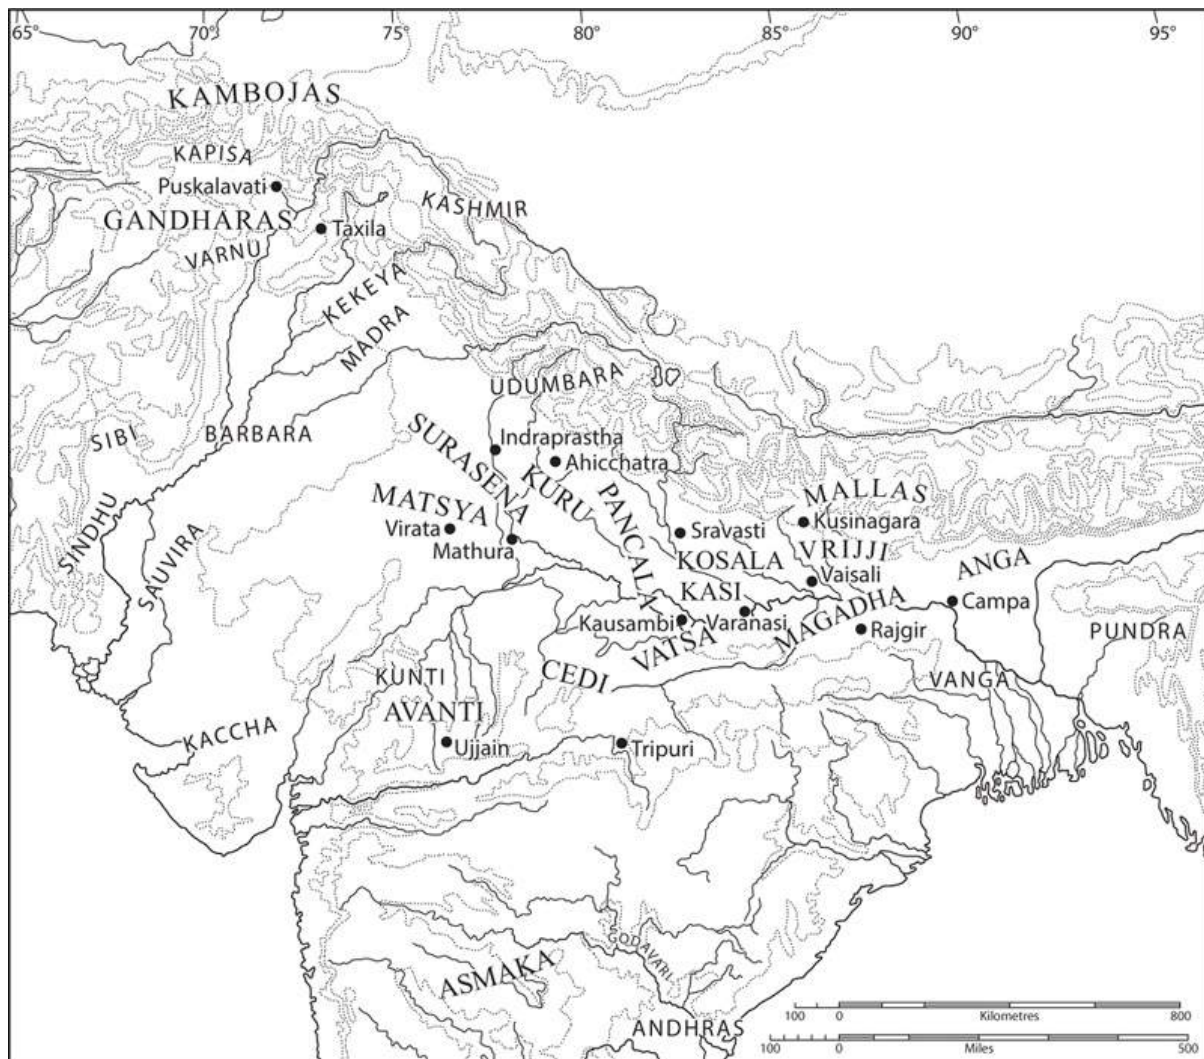 65°
70°
75°
80°
85°
90°
95°
KAMBOJAS
KAPISA
Puskalavati
KASHMIR
GANDHARAS
Taxila
VARNU
KEKEYA
MADRA
UDUMBARA
SIBI
BARBARA
SURASENA
Indraprastha
Ahicchatra
KURU
PANCALA
MATSYA
Virata
Mathura
MALLAS
Kusinagara
Sravasti
SINDHU
SAUVIRA
KOSALA
VRIJJI
Vaisali
ANGA
KASI
Campa
Kausambi
Varanasi
MAGADHA
Rajgir
PUNDRA
VATSA
CEDI
KUNTI
VANGA
AVANTI
KACCHA
Ujjain
Tripuri
GODAVARI
ASMAKA
ANDHRAS
100 0 Kilometres 800
100 0 Miles 500